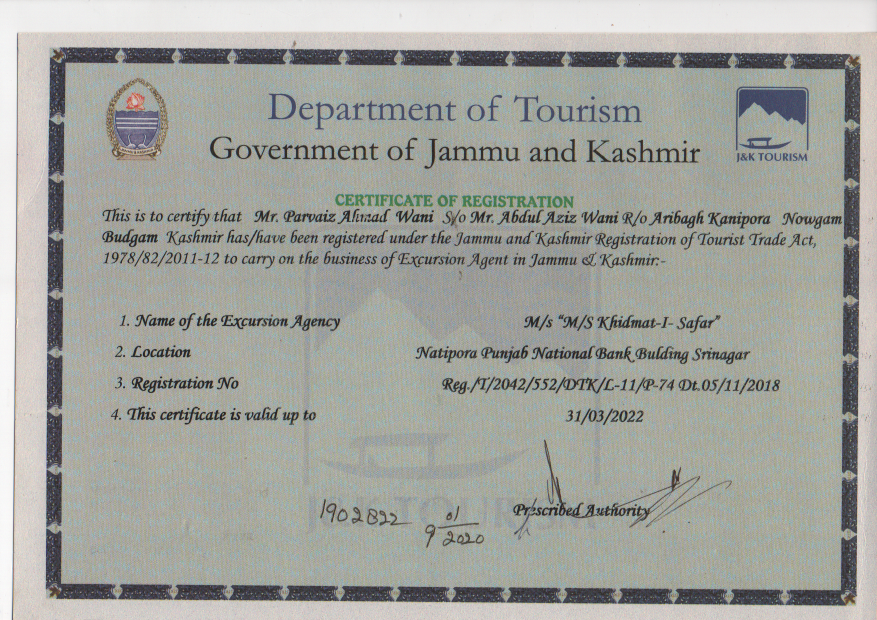 Department of Tourism
Government of Jammu and Kashmir
J&K TOURISM
CERTIFICATE OF REGISTRATION
This is to certify that Mr. Parvaiz Ahmad Wani S/o Mr. Abdul Aziz Wani R/o Aribagh Kanipora Nowgam
Budgam Kashmir has/have been registered under the Jammu and Kashmir Registration of Tourist Trade Act,
1978/82/2011-12 to carry on the business of Excursion Agent in Jammu & Kashmir:-
1. Name of the Excursion Agency M/s "M/S Khidmat-I- Safar"
2. Location Natipora Punjab National Bank Bulding Srinagar
3. Registration No Reg./T/2042/552/DTK/L-11/P-74 Dt.05/11/2018
4. This certificate is valid up to 31/03/2022
J&K TOURISM
Prescribed Authority
1902822
9 01
2020